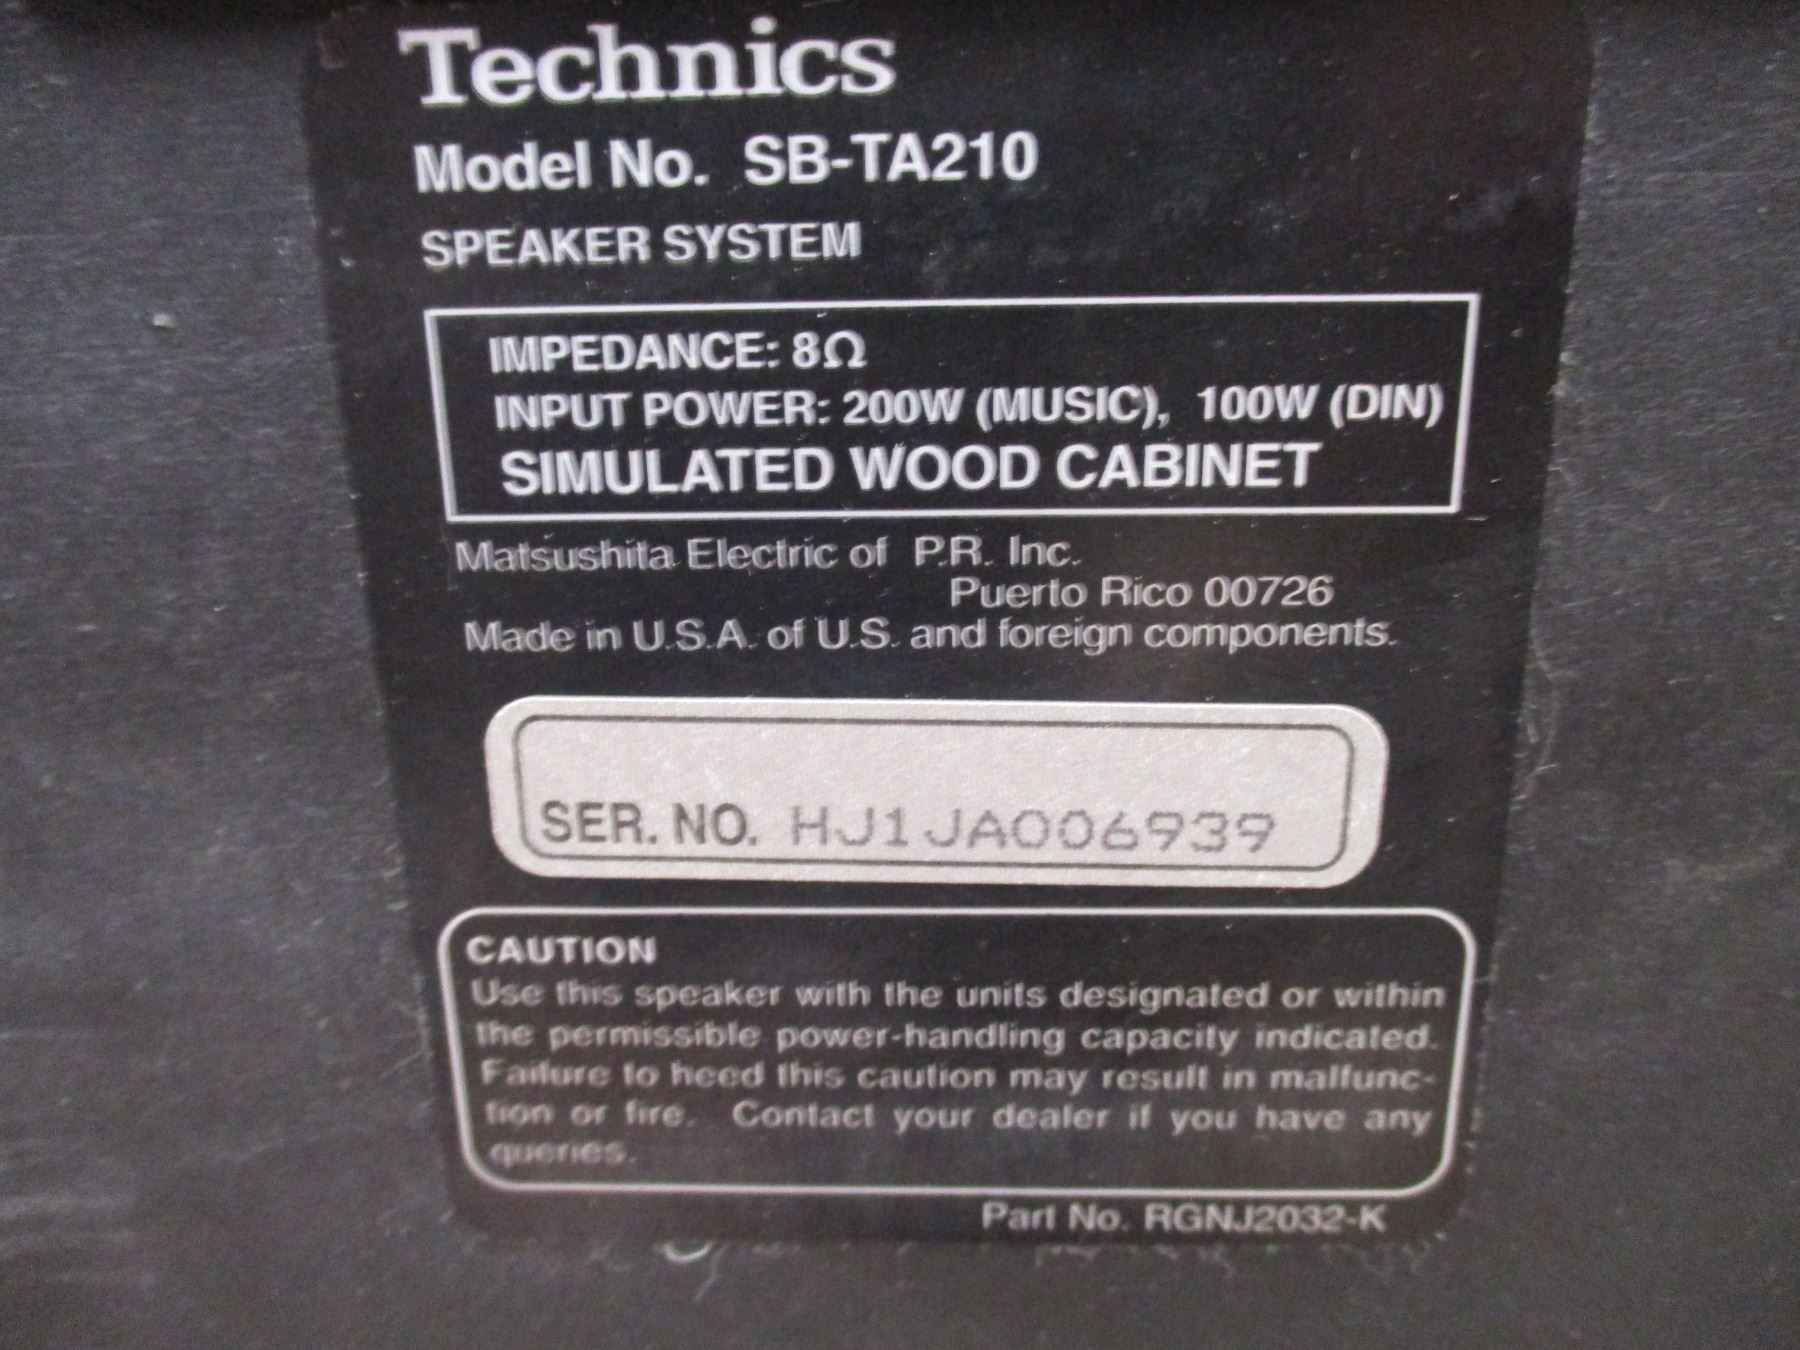 Technics
Model No. SB-TA210
SPEAKER SYSTEM
IMPEDANCE: 8Ω
INPUT POWER: 200W (MUSIC), 100W (DIN)
SIMULATED WOOD CABINET
Matsushita Electric of P.R. Inc.
Puerto Rico 00726
Made in U.S.A. of U.S. and foreign components.
SER. NO. HJ1JA006939
CAUTION
Use this speaker with the units designated or within
the permissible power-handling capacity indicated.
Failure to heed this caution may result in malfunc-
tion or fire. Contact your dealer if you have any
queries.
Part No. RGNJ2032-K